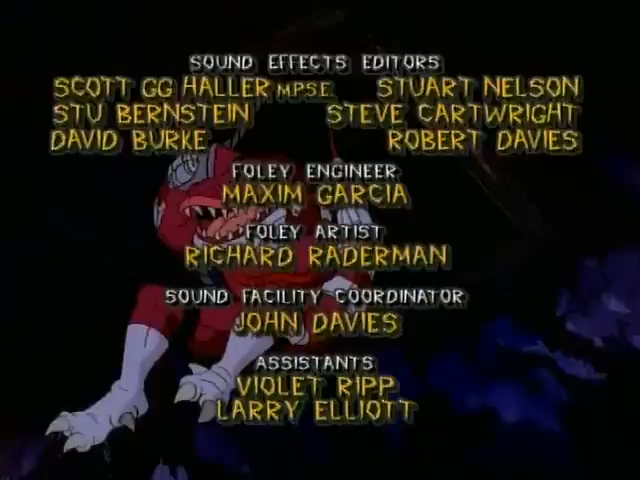 SOUND EFFECTS EDITORS
SCOTT GG HALLER MPSE STUART NELSON
STU BERNSTEIN STEVE CARTWRIGHT
DAVID BURKE ROBERT DAVIES
FOLEY ENGINEER
MAXIM GARCIA
FOLEY ARTIST
RICHARD RADERMAN
SOUND FACILITY COORDINATOR
JOHN DAVIES
ASSISTANTS
VIOLET RIPP
LARRY ELLIOTT